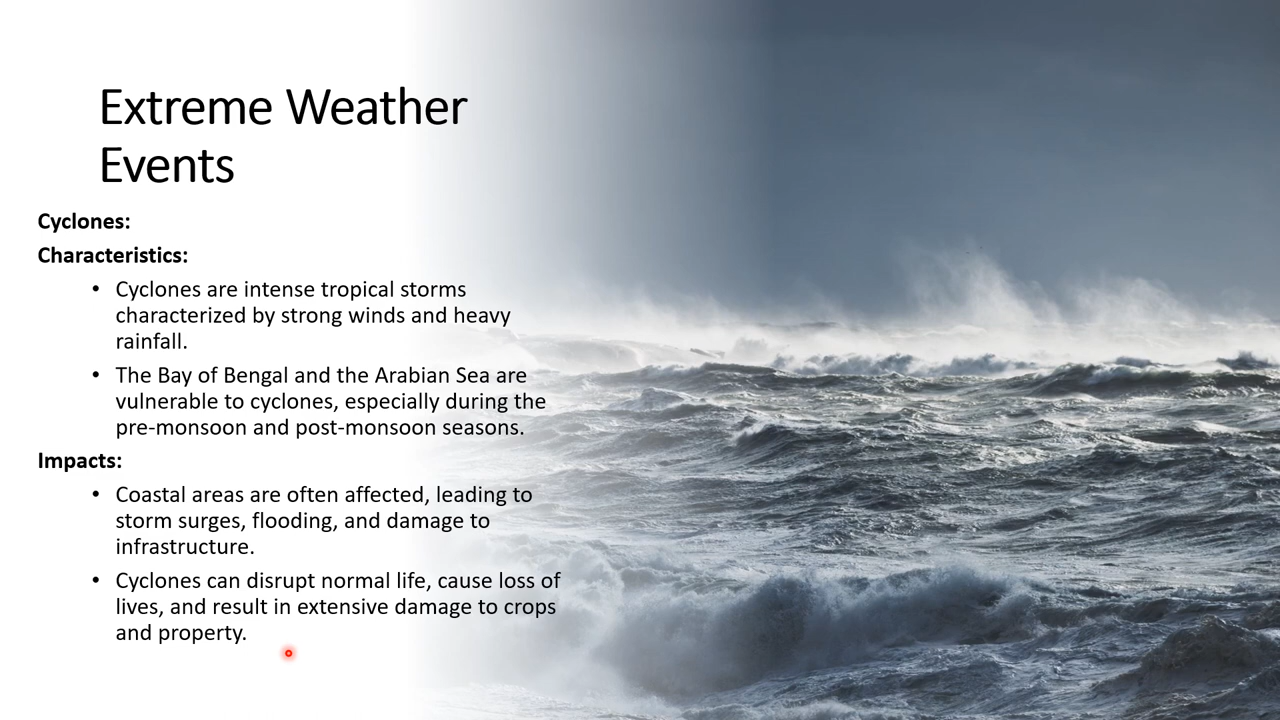 Extreme Weather
Events
Cyclones:
Characteristics:
• Cyclones are intense tropical storms
characterized by strong winds and heavy
rainfall.
• The Bay of Bengal and the Arabian Sea are
vulnerable to cyclones, especially during the
pre-monsoon and post-monsoon seasons.
Impacts:
• Coastal areas are often affected, leading to
storm surges, flooding, and damage to
infrastructure.
• Cyclones can disrupt normal life, cause loss of
lives, and result in extensive damage to crops
and property.